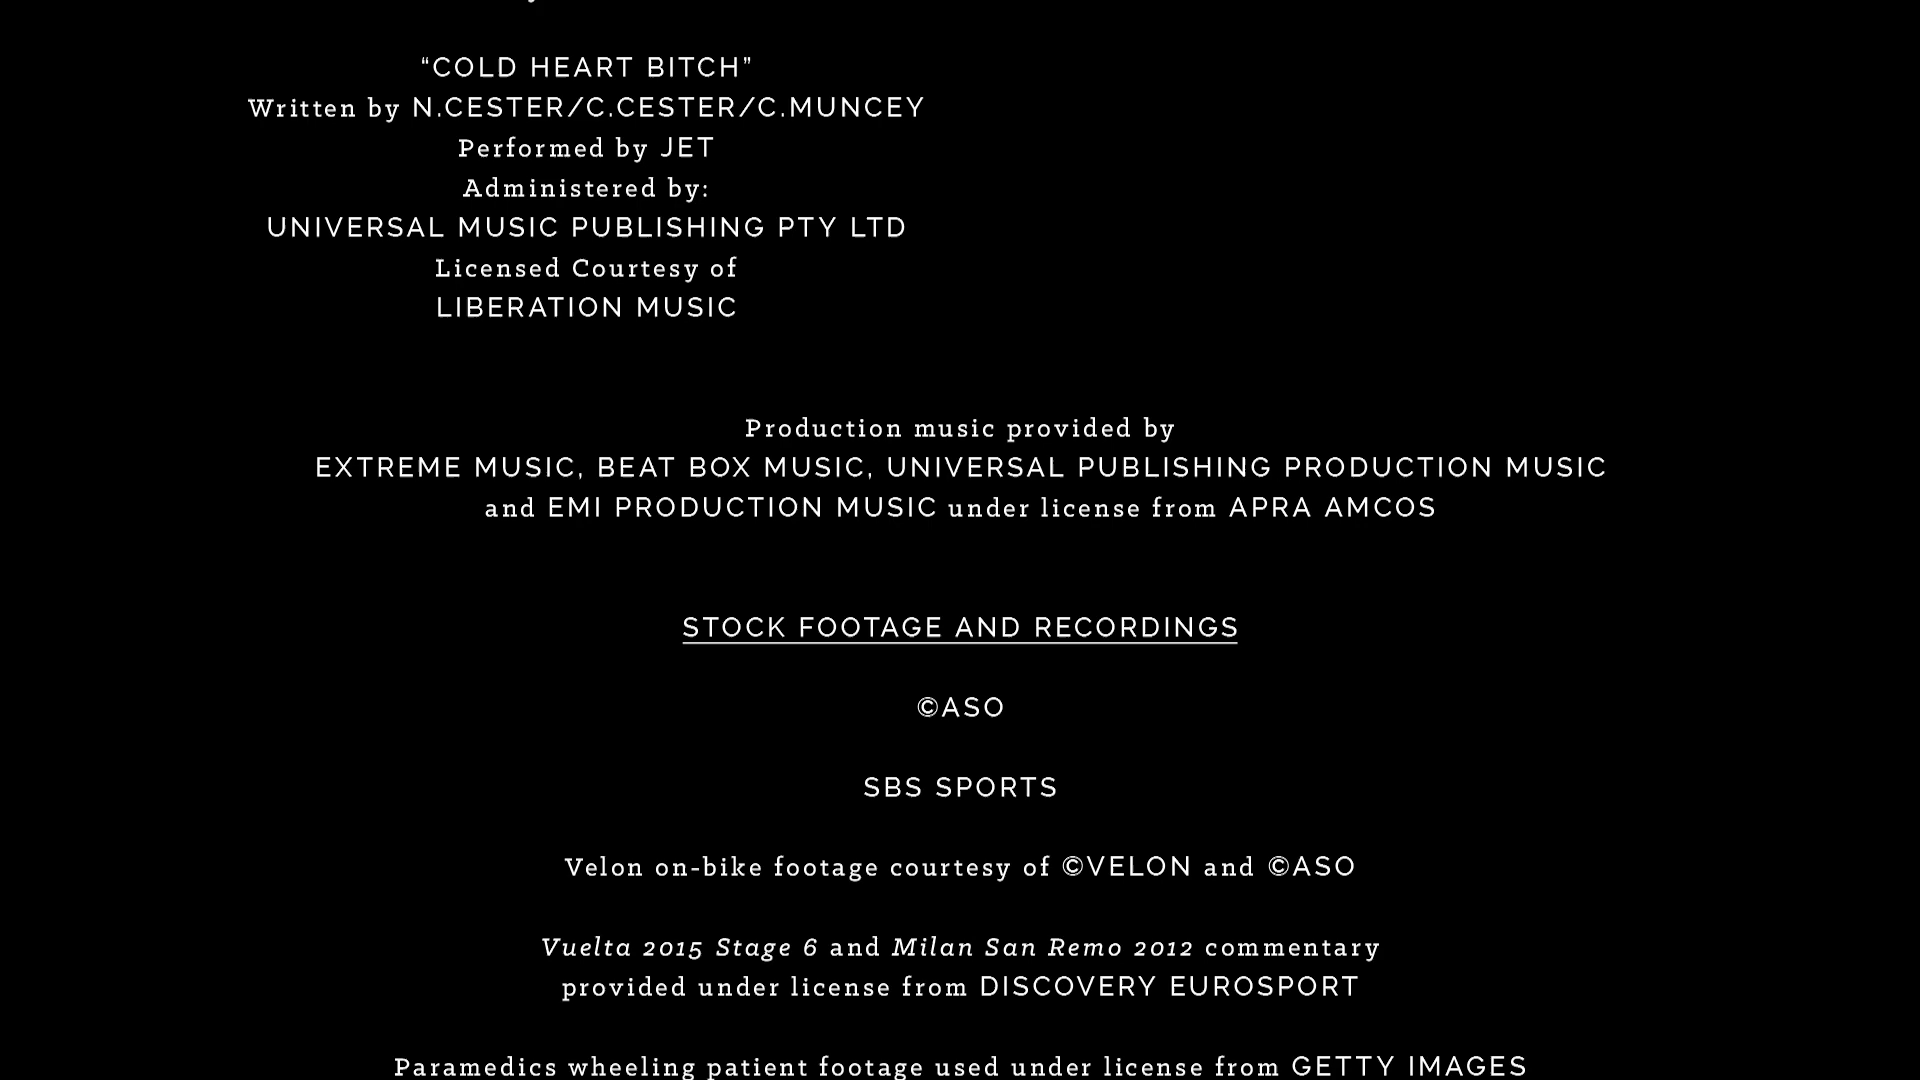 “COLD HEART BITCH”
Written by N.CESTER/C.CESTER/C.MUNCEY
Performed by JET
Administered by:
UNIVERSAL MUSIC PUBLISHING PTY LTD
Licensed Courtesy of
LIBERATION MUSIC
Production music provided by
EXTREME MUSIC, BEAT BOX MUSIC, UNIVERSAL PUBLISHING PRODUCTION MUSIC
and EMI PRODUCTION MUSIC under license from APRA AMCOS
STOCK FOOTAGE AND RECORDINGS
©ASO
SBS SPORTS
Velon on-bike footage courtesy of ©VELON and ©ASO
Vuelta 2015 Stage 6 and Milan San Remo 2012 commentary
provided under license from DISCOVERY EUROSPORT
Paramedics wheeling patient footage used under license from GETTY IMAGES